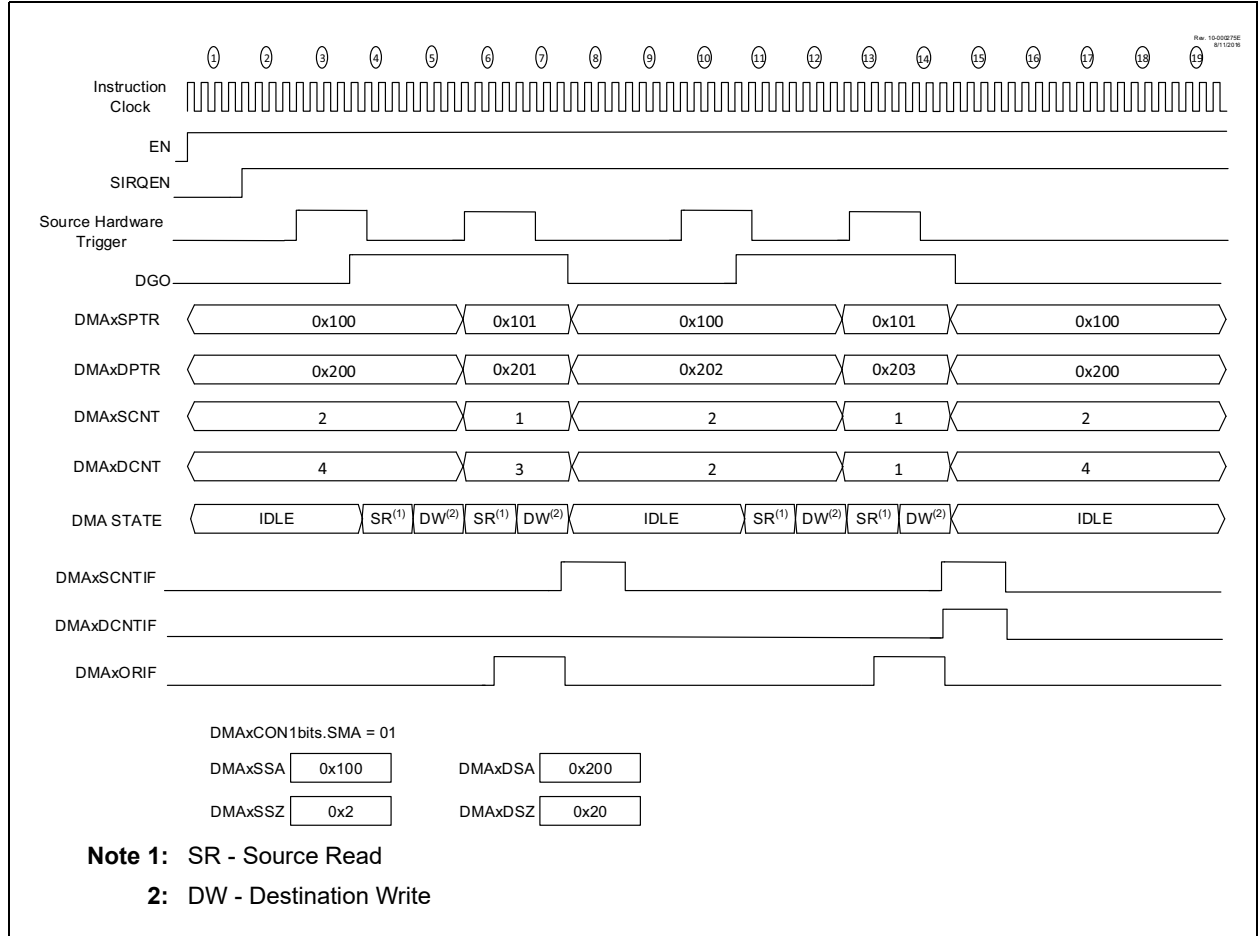 Rev. 10-000275E
8/11/2016
1 2 3 4 5 6 7 8 9 10 11 12 13 14 15 16 17 18 19
Instruction
Clock
EN
SIRQEN
Source Hardware
Trigger
DGO
DMAxSPTR 0x100 0x101 0x100 0x101 0x100
DMAxDPTR 0x200 0x201 0x202 0x203 0x200
DMAxSCNT 2 1 2 1 2
DMAxDCNT 4 3 2 1 4
DMA STATE IDLE SR(1) DW(2) SR(1) DW(2) IDLE SR(1) DW(2) SR(1) DW(2) IDLE
DMAxSCNTIF
DMAxDCNTIF
DMAxORIF
DMAxCON1bits.SMA = 01
DMAxSSA 0x100 DMAxDSA 0x200
DMAxSSZ 0x2 DMAxDSZ 0x20
Note 1: SR - Source Read
2: DW - Destination Write